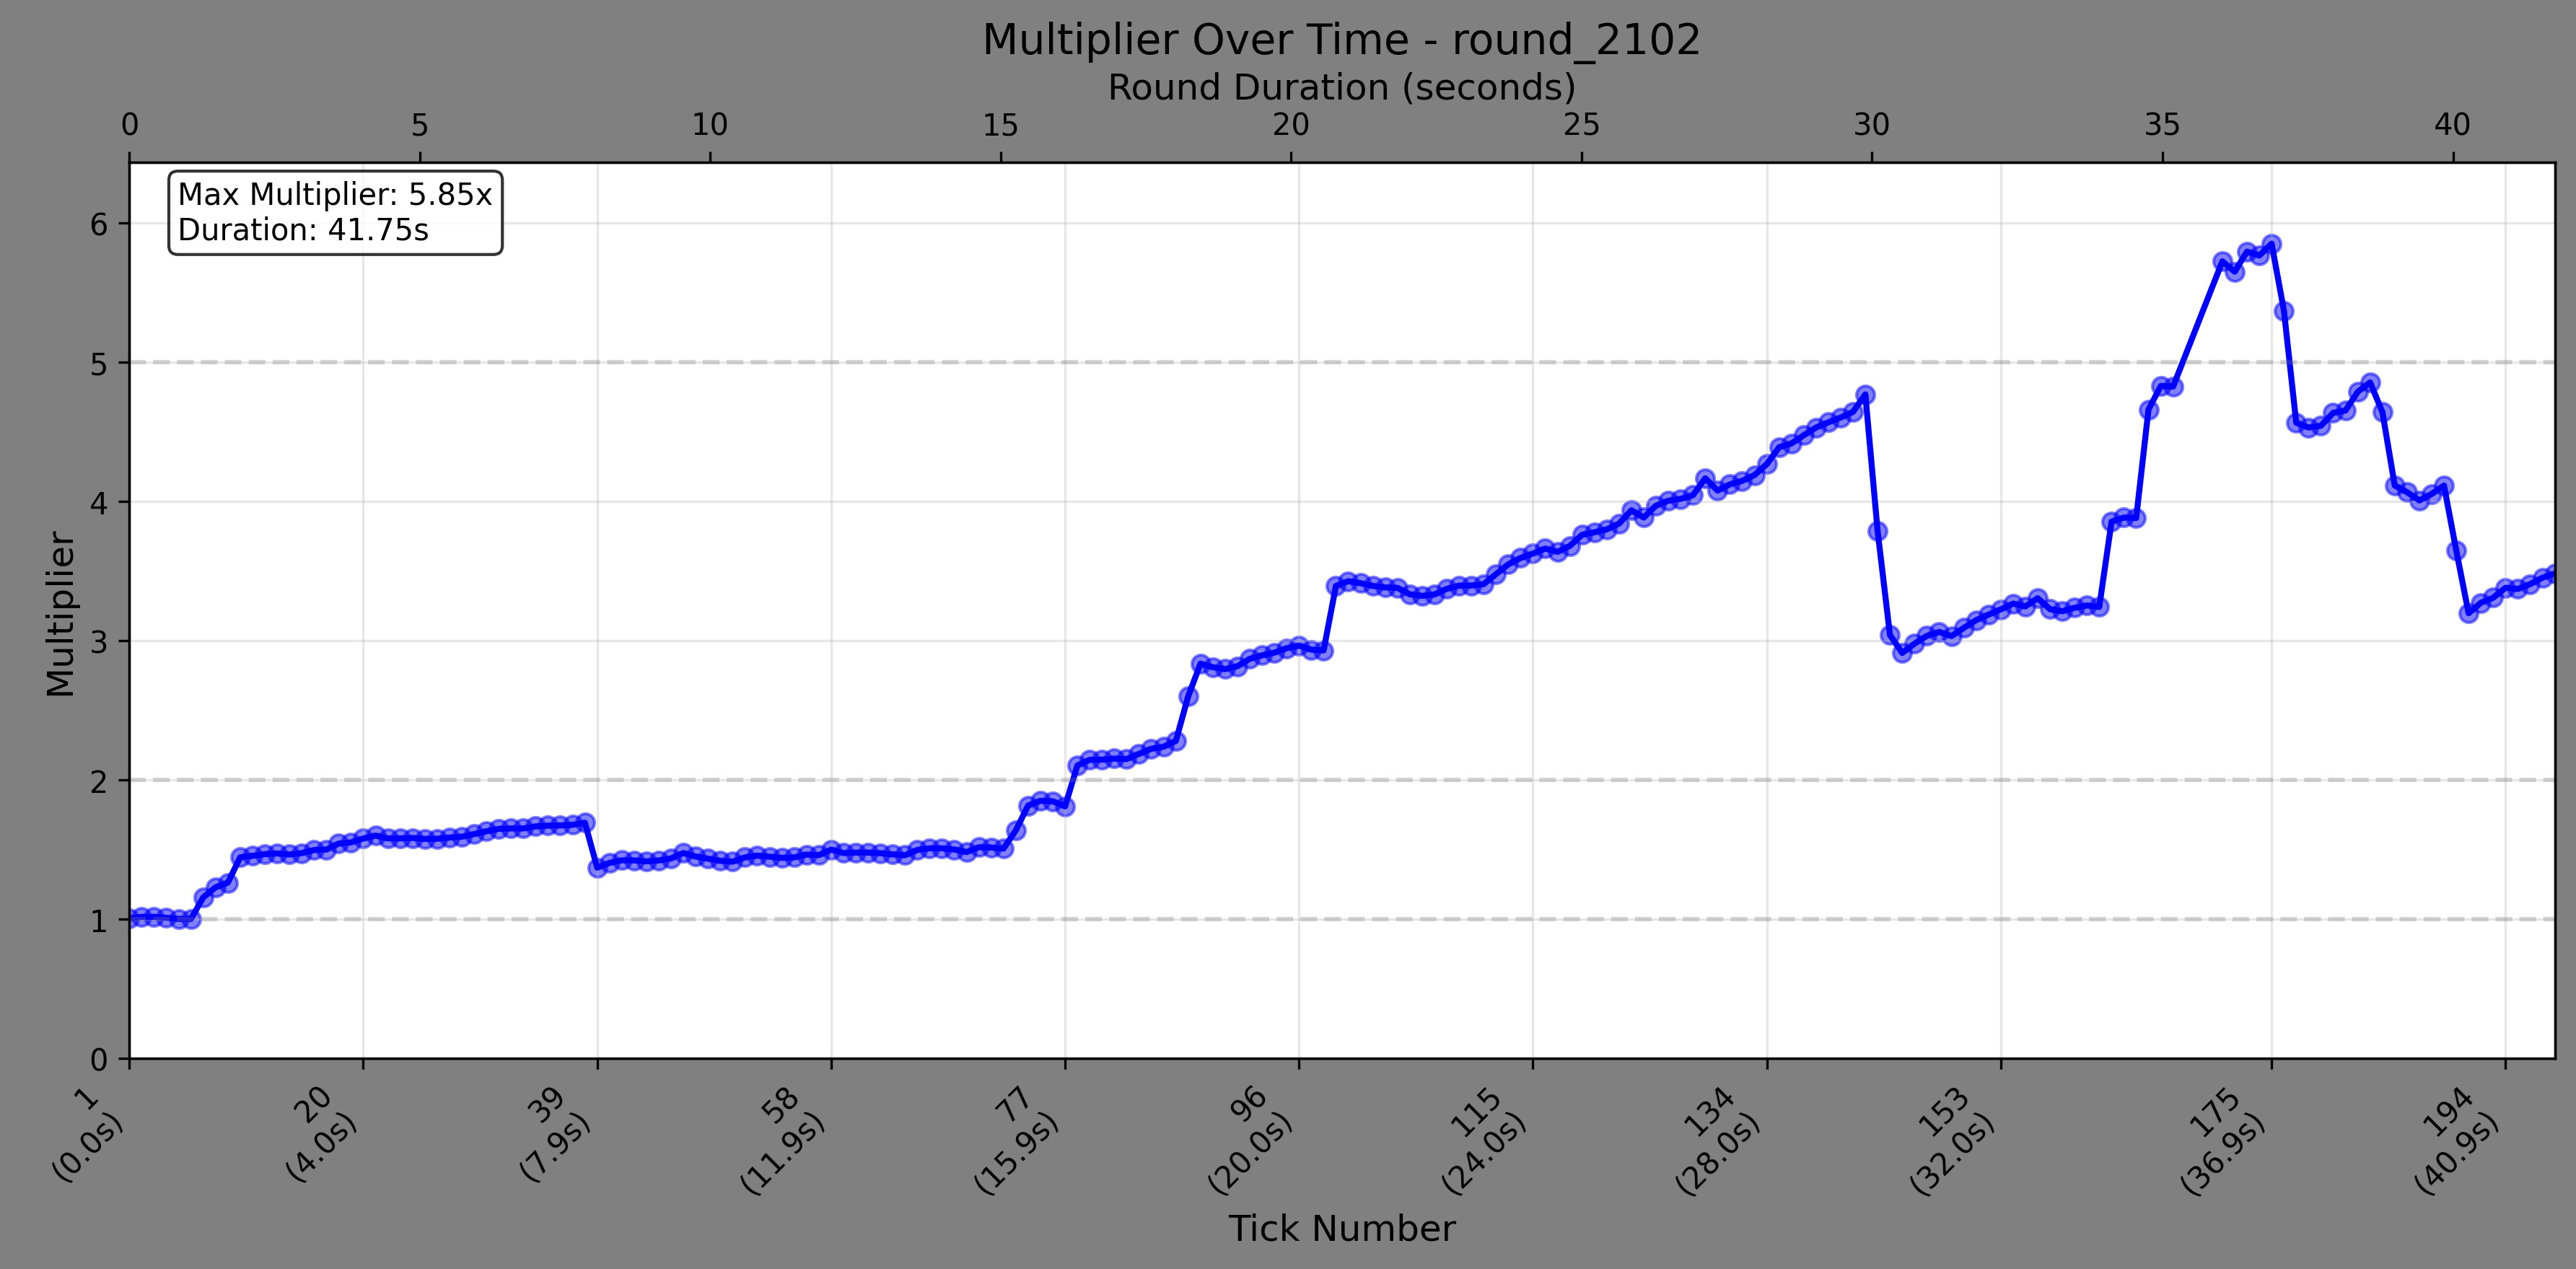 Multiplier Over Time - round_2102
Round Duration (seconds)
0 5 10 15 20 25 30 35 40
Max Multiplier: 5.85x
Duration: 41.75s
6
5
4
3
2
1
0
Multiplier
1
(0.0s)
20
(4.0s)
39
(7.9s)
58
(11.9s)
77
(15.9s)
96
(20.0s)
115
(24.0s)
134
(28.0s)
153
(32.0s)
175
(36.9s)
194
(40.9s)
Tick Number